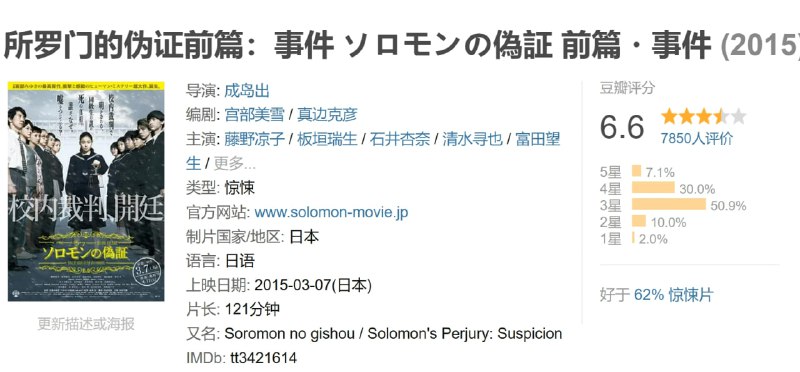 所罗门的伪证前篇：事件 ソロモンの偽証 前篇・事件 (2015)
校内裁判、開廷
ソロモンの偽証
导演: 成岛出
编剧: 宫部美雪 / 真边克彦
主演: 藤野凉子 / 板垣瑞生 / 石井杏奈 / 清水寻也 / 富田望
生 / 更多...
类型: 惊悚
官方网站: www.solomon-movie.jp
制片国家/地区: 日本
语言: 日语
上映日期: 2015-03-07(日本)
片长: 121分钟
又名: Soromon no gishou / Solomon's Perjury: Suspicion
IMDb: tt3421614
更新描述或海报
豆瓣评分
6.6
7850人评价
5星 7.1%
4星 30.0%
3星 50.9%
2星 10.0%
1星 2.0%
好于 62% 惊悚片